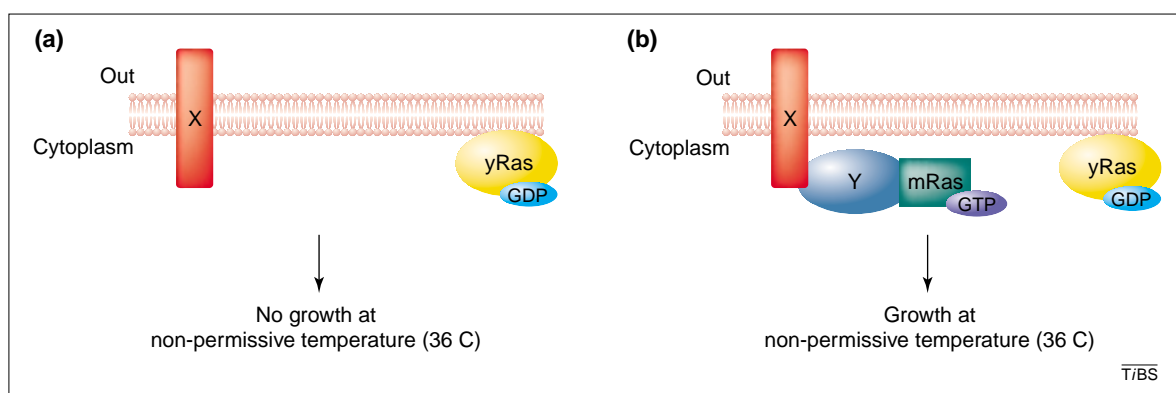 (a)
Out
X
Cytoplasm
yRas
GDP
No growth at
non-permissive temperature (36 C)
(b)
Out
X
Cytoplasm
Y
mRas
GTP
yRas
GDP
Growth at
non-permissive temperature (36 C)
TiBS